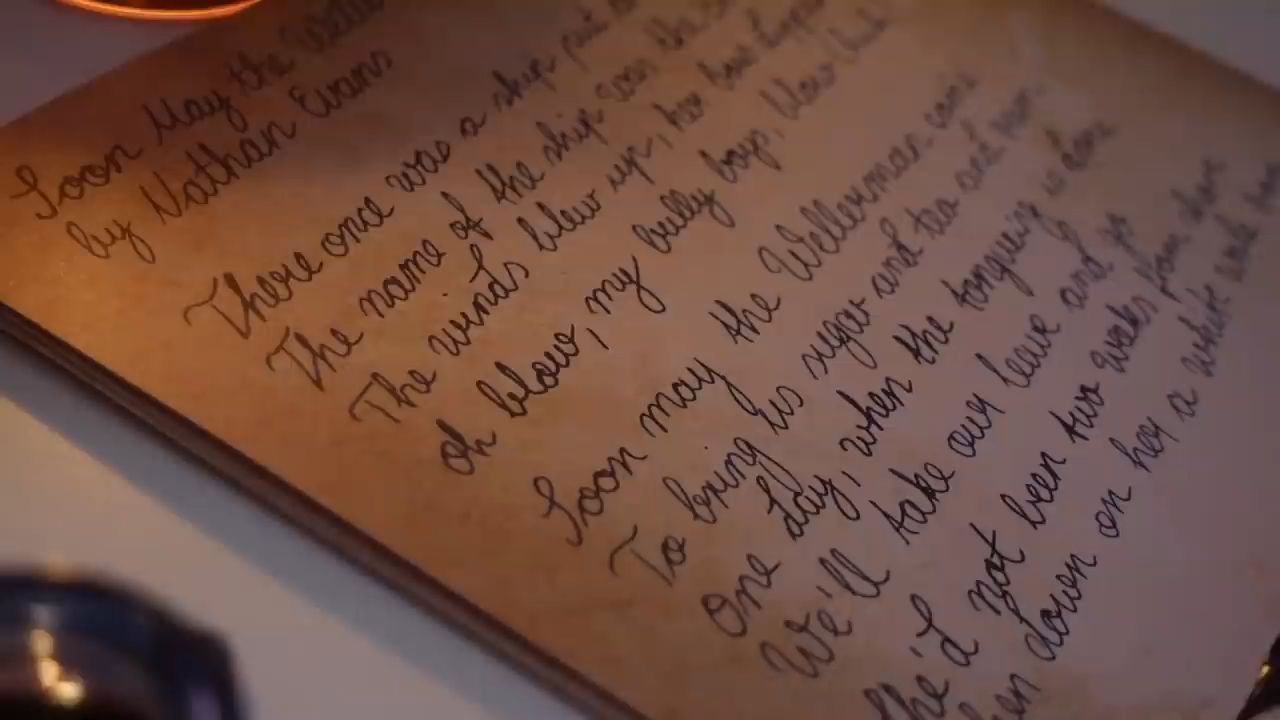 Soon May the
by Nathan Evans
There once was a ship put
The name of the ship was the
The winds blew up, her bow
oh blow, my bully boys, blow
Soon may the Wellerman come
To bring us sugar and tea and rum
One day, when the tonguing is done
We'll take our leave and go
She'd not been two weeks from shore
down on her a